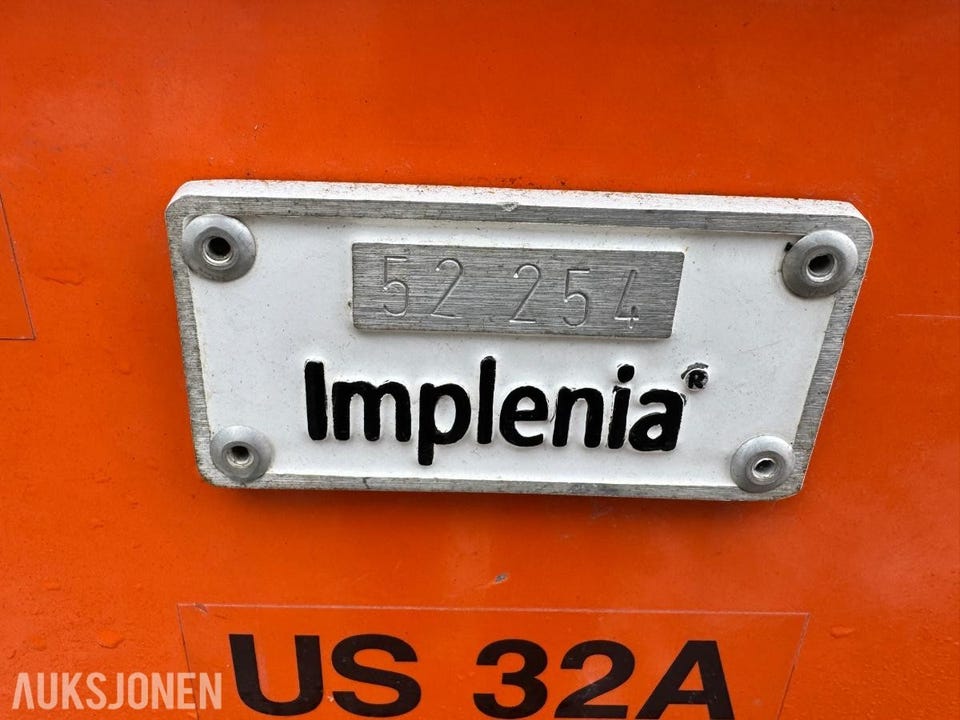 52 254
Implenia®
US 32A
AUKSJONEN